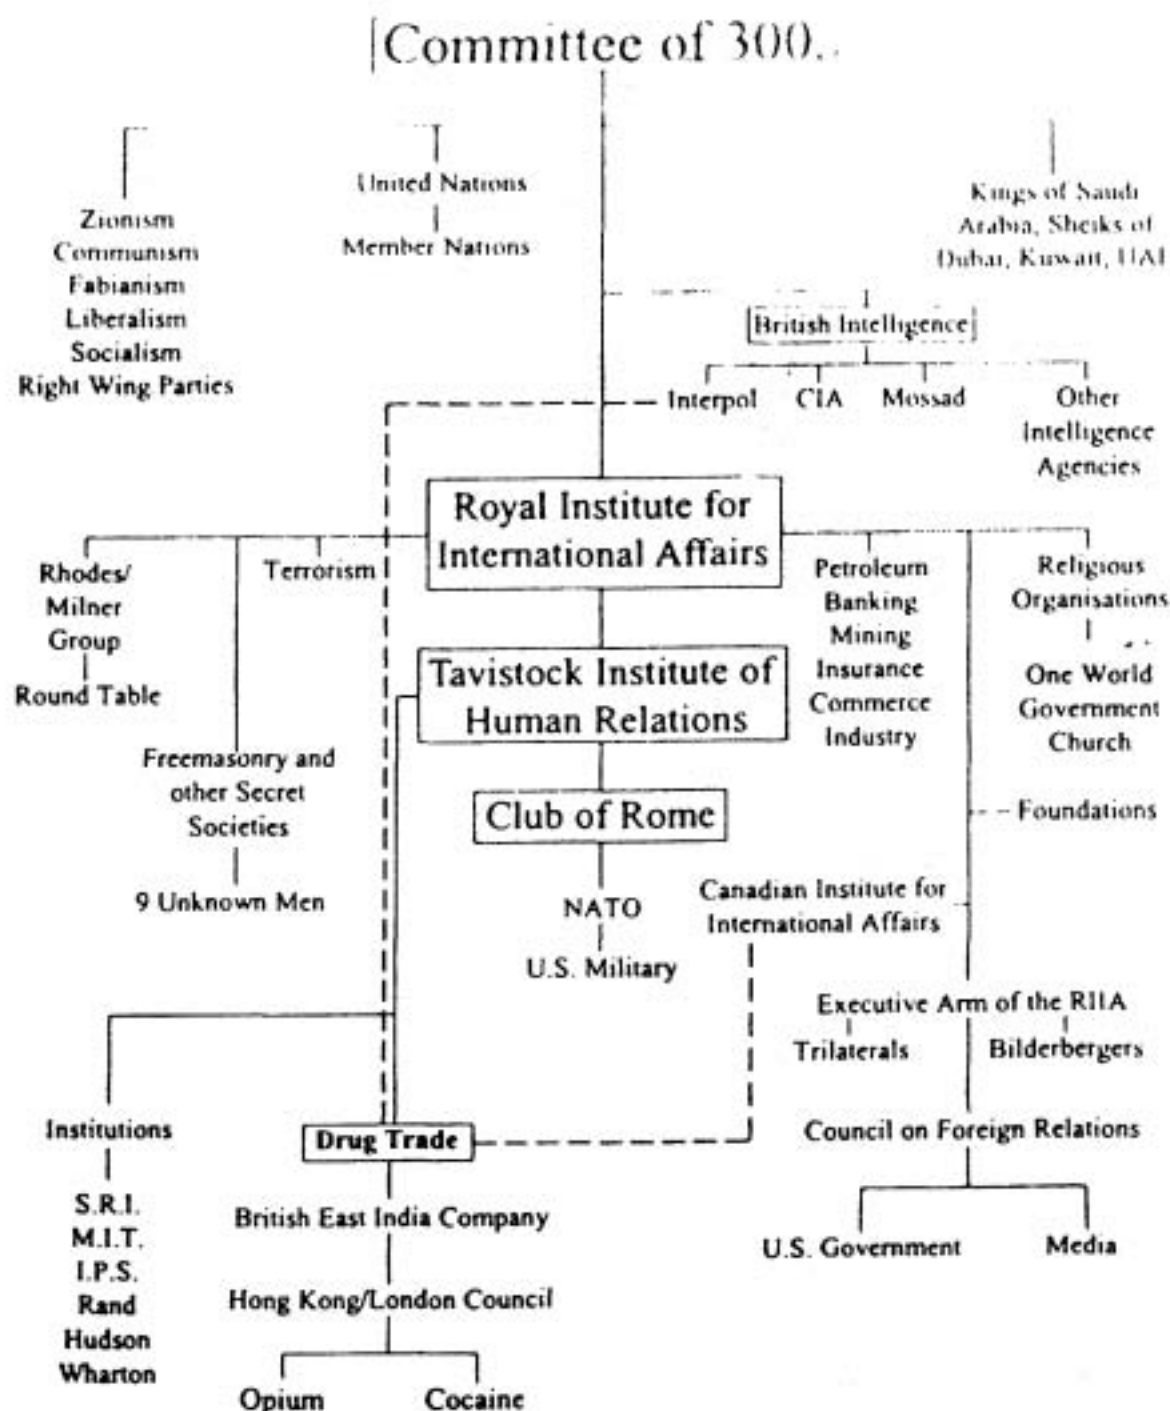 Committee of 300
Zionism
Communism
Fabianism
Liberalism
Socialism
Right Wing Parties
United Nations
Member Nations
Kings of Saudi
Arabia, Sheiks of
Dubai, Kuwait, UAE
British Intelligence
Interpol
CIA
Mossad
Other
Intelligence
Agencies
Royal Institute for
International Affairs
Rhodes/
Milner
Group
Round Table
Terrorism
Freemasonry and
other Secret
Societies
9 Unknown Men
Petroleum
Banking
Mining
Insurance
Commerce
Industry
Religious
Organisations
One World
Government
Church
Foundations
Tavistock Institute of
Human Relations
Club of Rome
NATO
U.S. Military
Canadian Institute for
International Affairs
Executive Arm of the RIIA
Trilaterals
Bilderbergers
Council on Foreign Relations
U.S. Government
Media
Institutions
S.R.I.
M.I.T.
I.P.S.
Rand
Hudson
Wharton
Drug Trade
British East India Company
Hong Kong/London Council
Opium
Cocaine